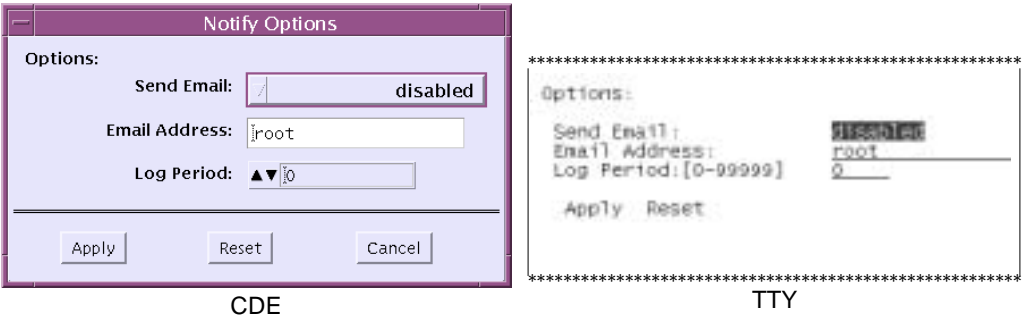 Notify Options
Options:
Send Email: disabled
Email Address: root
Log Period: 0
Apply Reset Cancel
CDE
**********************************************************
Options:
Send Email: disabled
Email Address: root
Log Period:[0-99999] 0
Apply Reset
**********************************************************
TTY